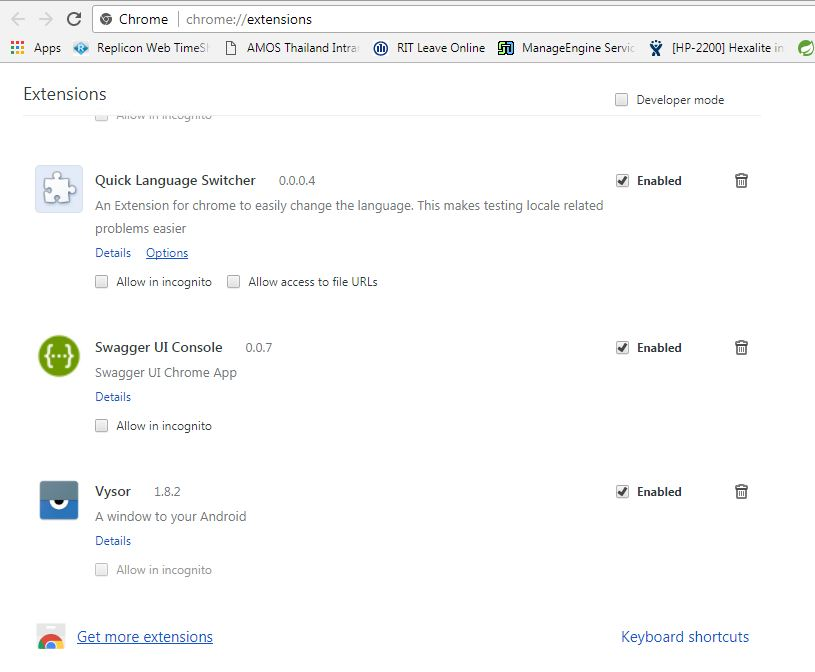 Chrome chrome://extensions
Apps Replicon Web TimeSh AMOS Thailand Intra RIT Leave Online ManageEngine Servic [HP-2200] Hexalite in
Extensions
Developer mode
Allow in incognito
Quick Language Switcher 0.0.0.4 Enabled
An Extension for chrome to easily change the language. This makes testing locale related
problems easier
Details Options
Allow in incognito Allow access to file URLs
Swagger UI Console 0.0.7 Enabled
Swagger UI Chrome App
Details
Allow in incognito
Vysor 1.8.2 Enabled
A window to your Android
Details
Allow in incognito
Get more extensions Keyboard shortcuts